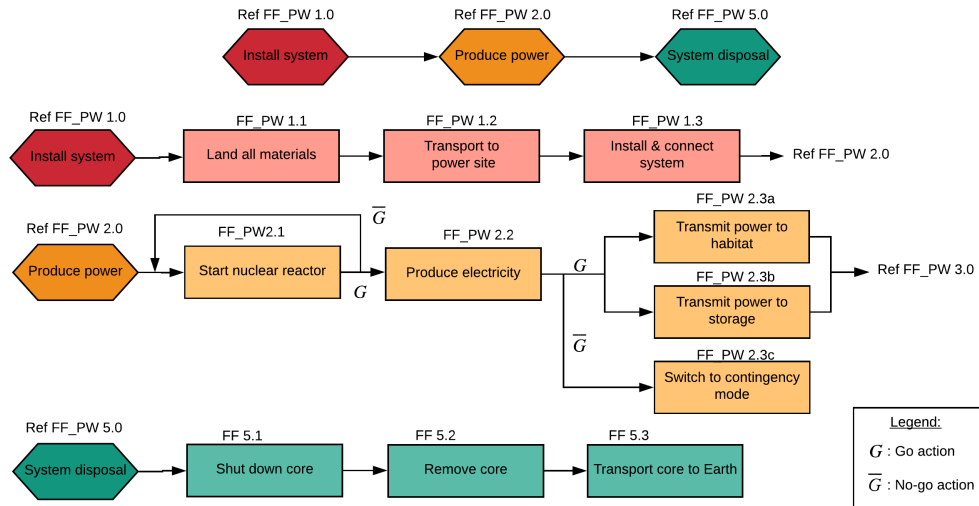 Ref FF_PW 1.0
Ref FF_PW 2.0
Ref FF_PW 5.0
Install system
Produce power
System disposal
Ref FF_PW 1.0
FF_PW 1.1
FF_PW 1.2
FF_PW 1.3
Install system
Land all materials
Transport to
power site
Install & connect
system
Ref FF_PW 2.0
Ref FF_PW 2.0
G̅
FF_PW2.1
FF_PW 2.2
FF_PW 2.3a
Produce power
Start nuclear reactor
G
Produce electricity
G
Transmit power to
habitat
FF_PW 2.3b
Transmit power to
storage
Ref FF_PW 3.0
G̅
FF_PW 2.3c
Switch to contingency
mode
Ref FF_PW 5.0
FF 5.1
FF 5.2
FF 5.3
System disposal
Shut down core
Remove core
Transport core to Earth
Legend:
G : Go action
G̅ : No-go action